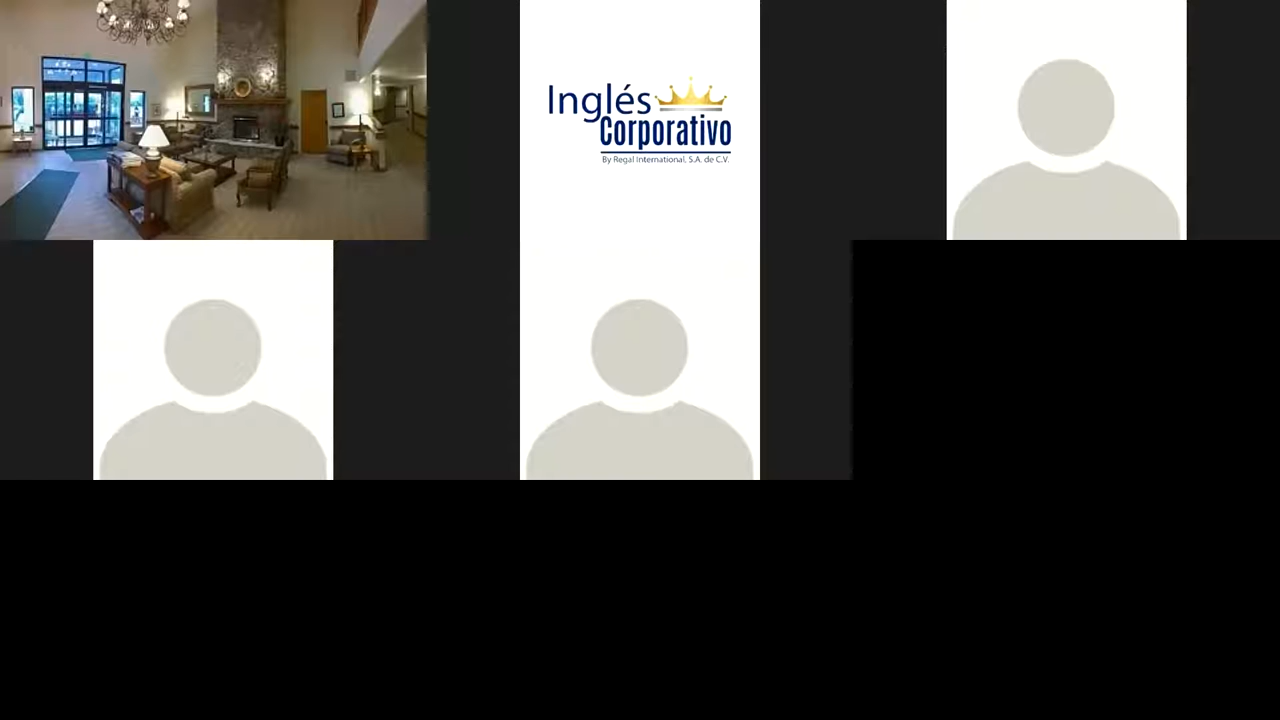 Inglés
Corporativo
By Regal International, S.A. de C.V.